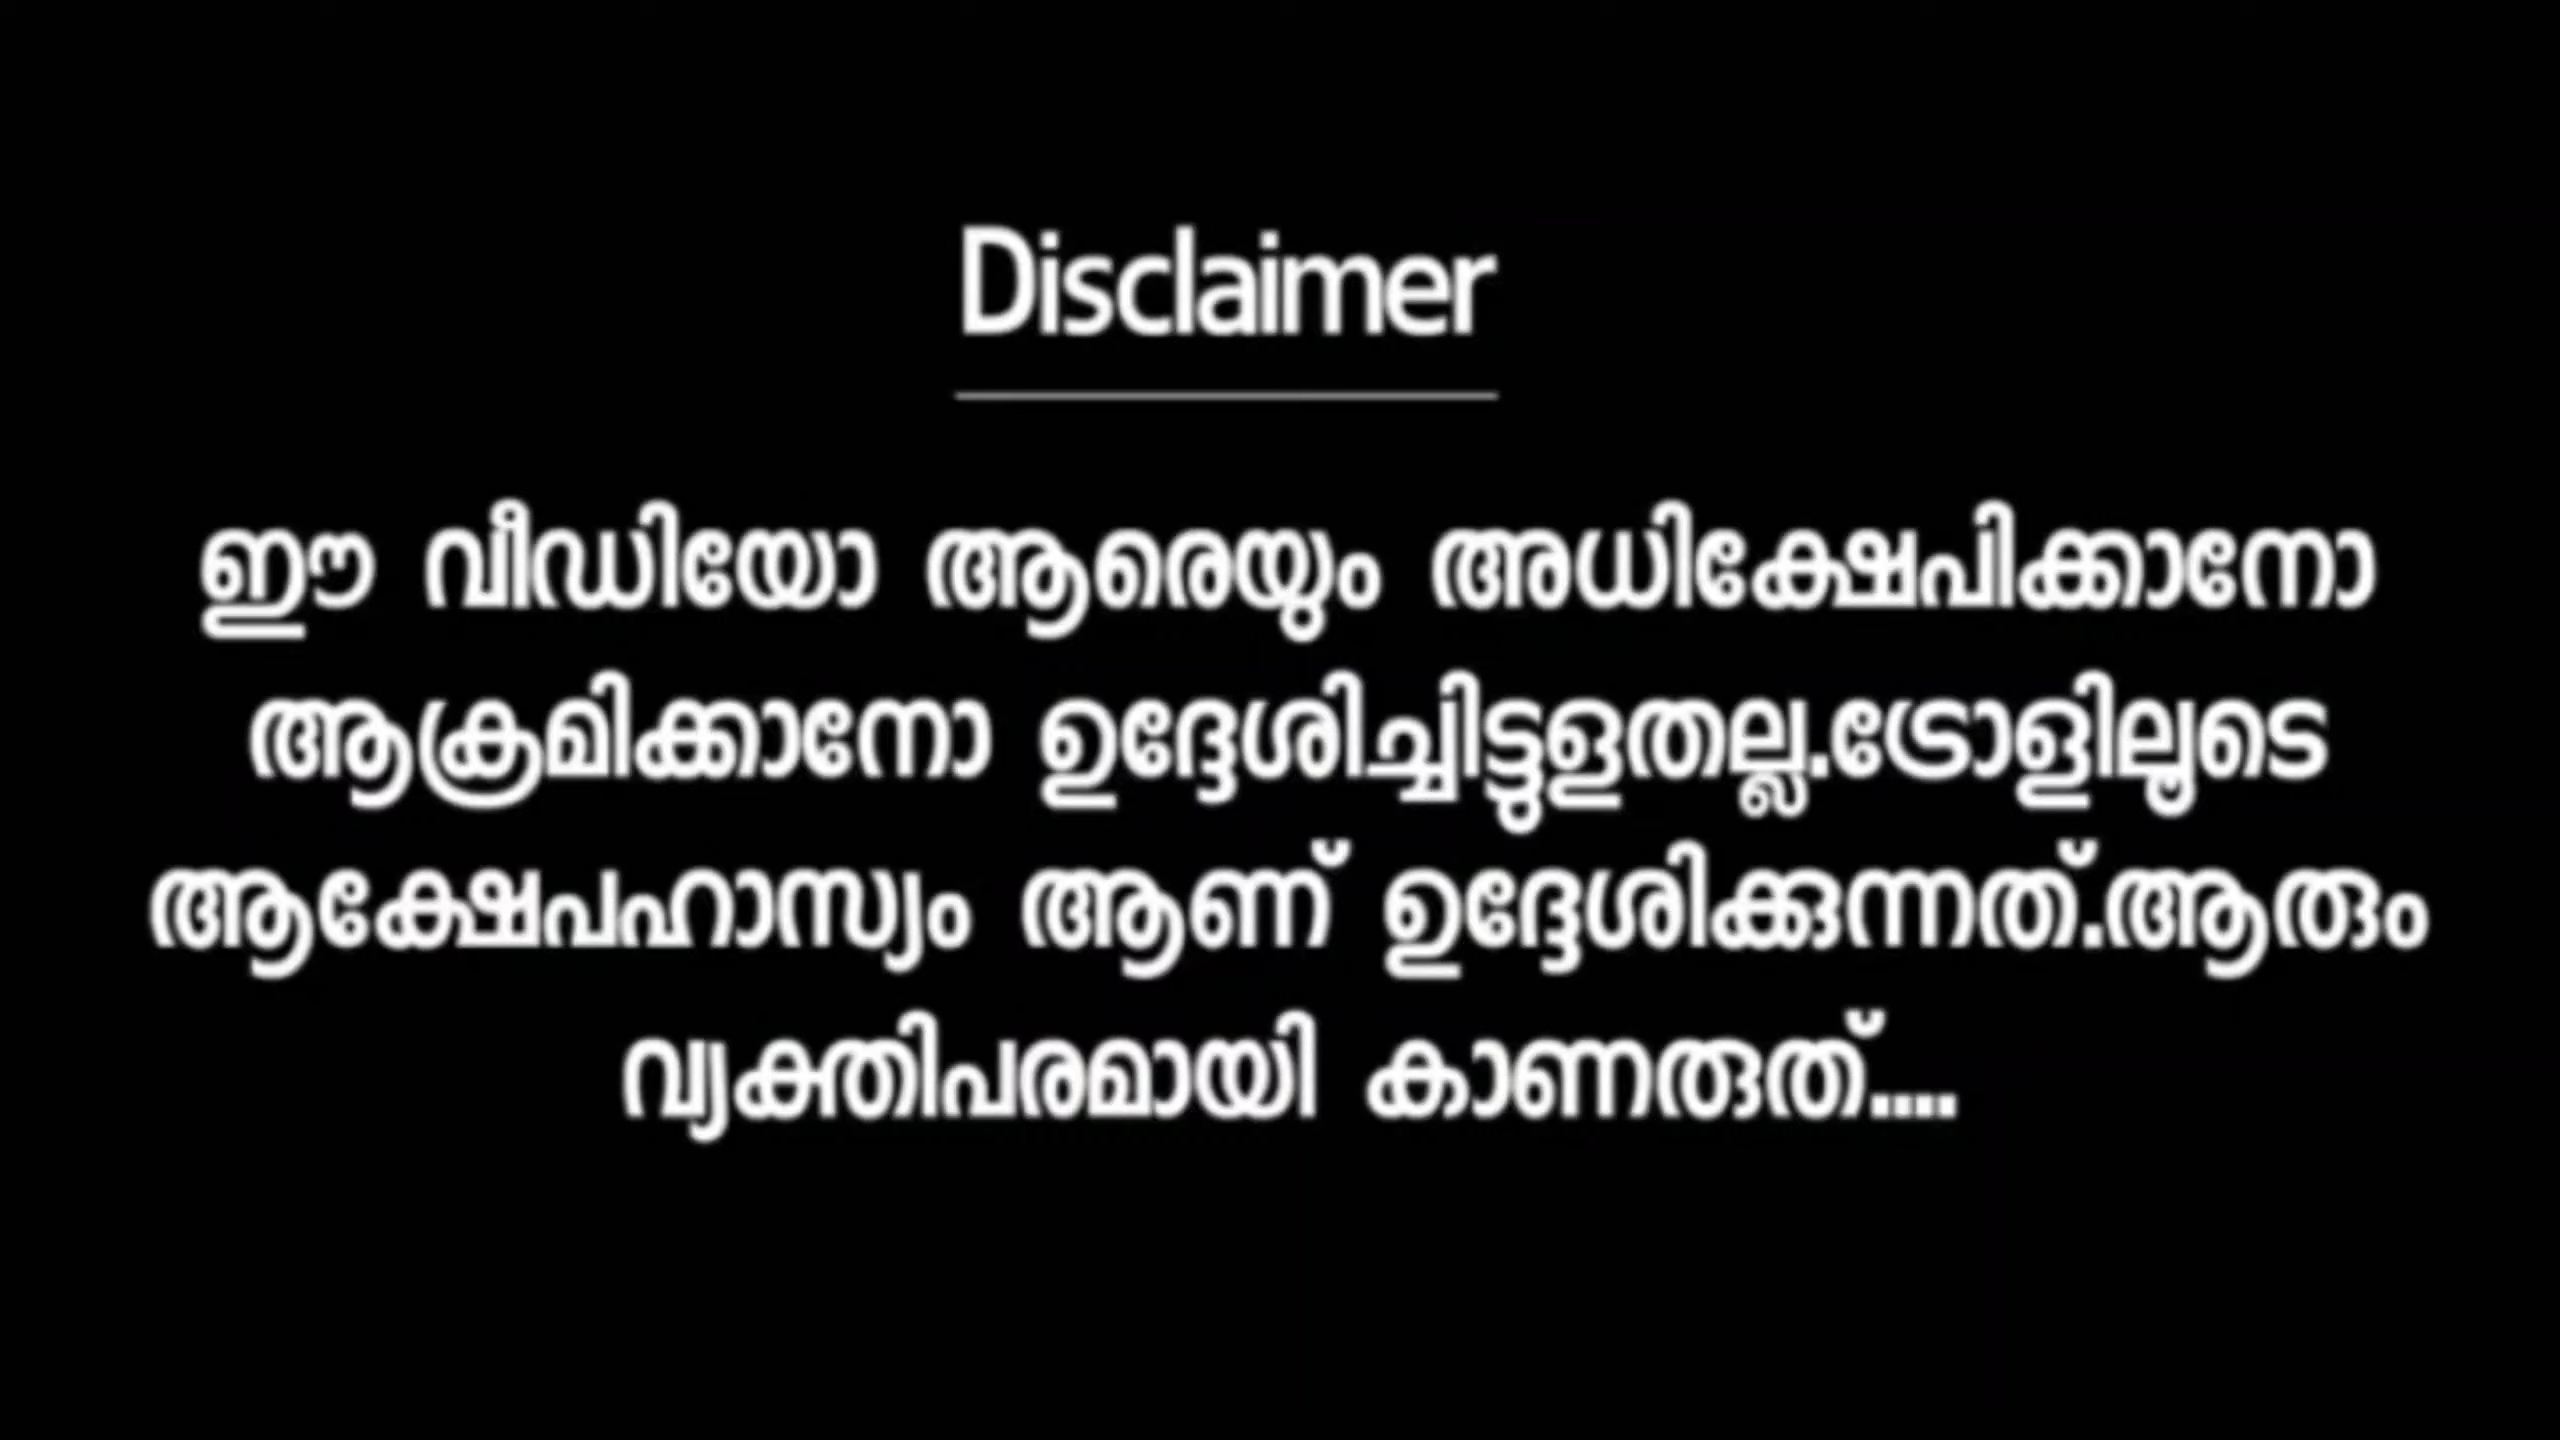 Disclaimer
ഈ വീഡിയോ ആരെയും അധിക്ഷേപിക്കാനോ
ആക്രമിക്കാനോ ഉദ്ദേശിച്ചിട്ടുളതല്ല.ട്രോളിലൂടെ
ആക്ഷേപഹാസ്യം ആണ് ഉദ്ദേശിക്കുന്നത്.ആരും
വ്യക്തിപരമായി കാണരുത്....